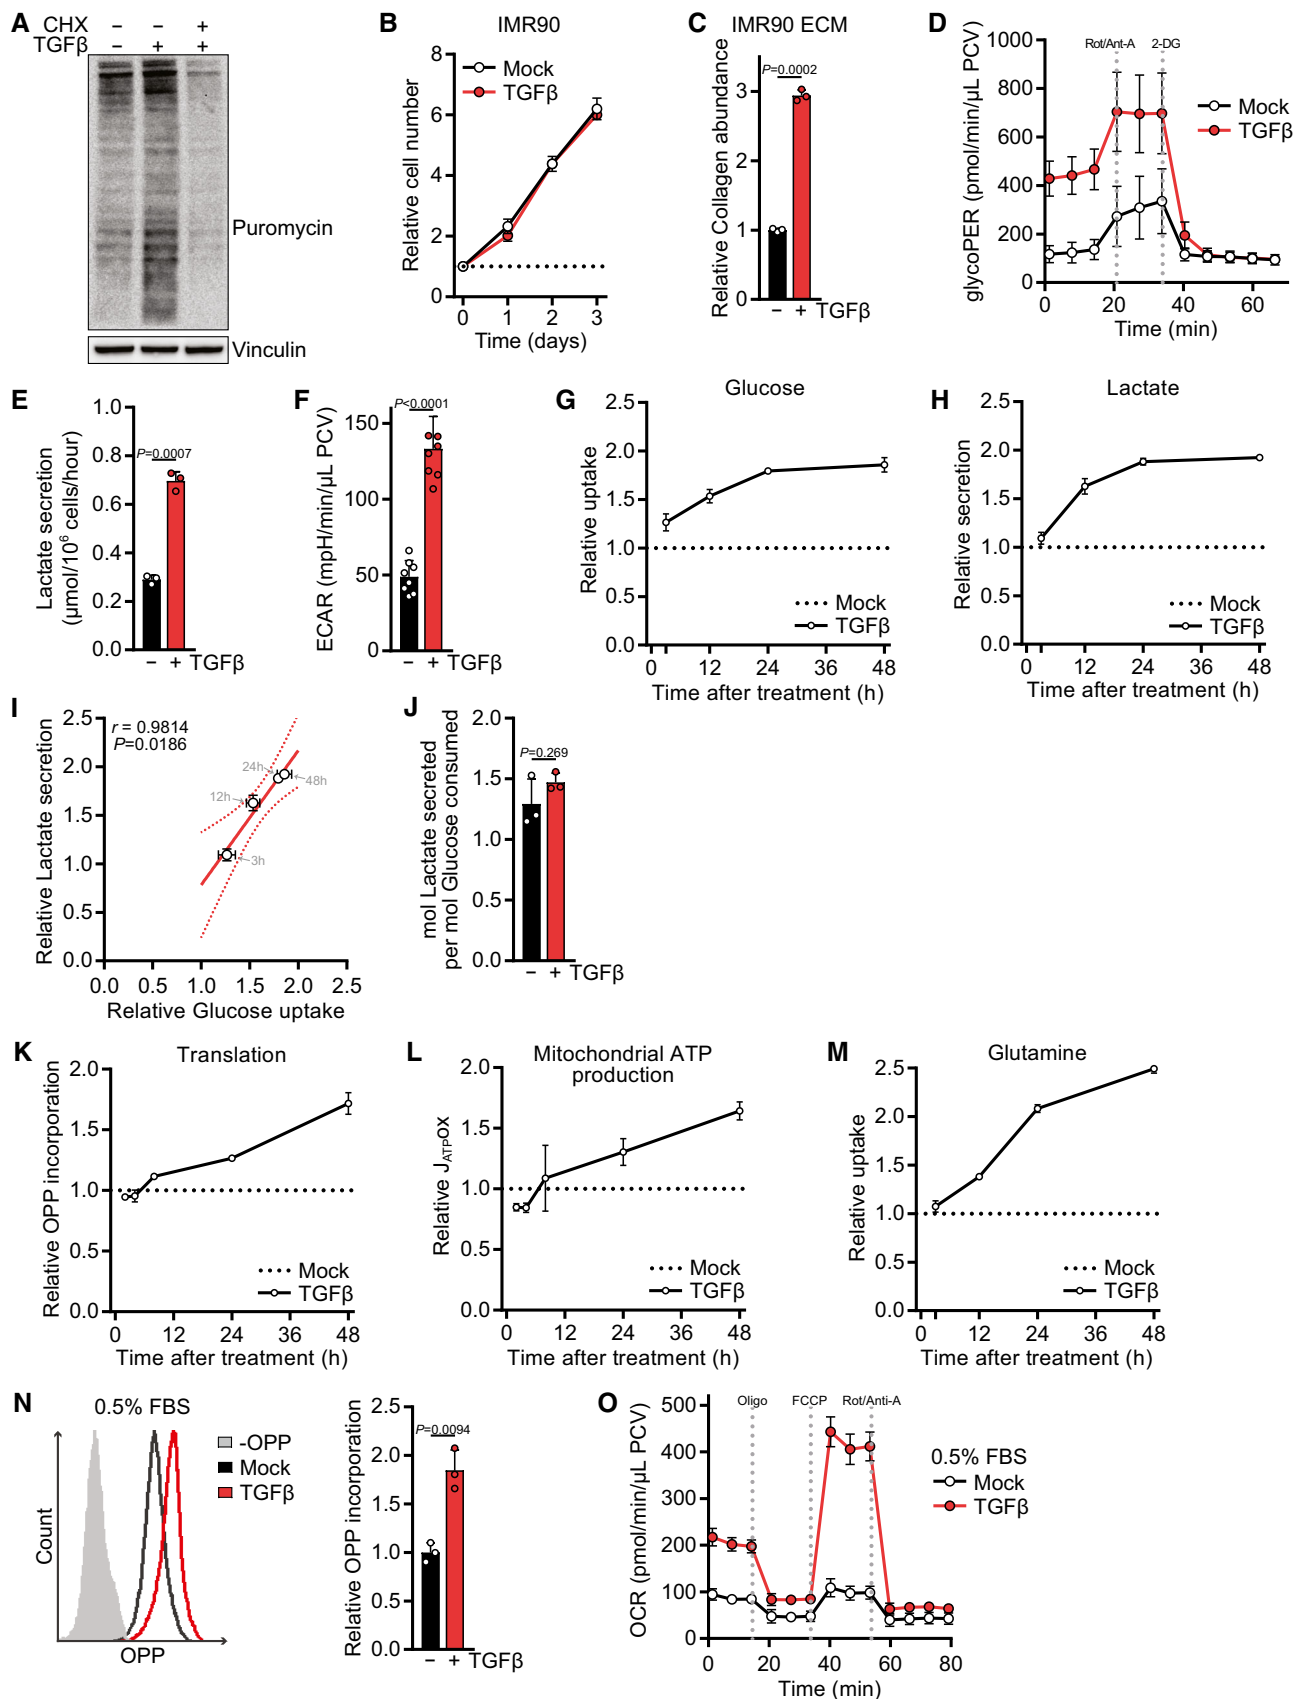 A
CHX − − +
TGFβ − + +
Puromycin
Vinculin
B
IMR90
Relative cell number
8
6
4
2
0
Mock
TGFβ
0 1 2 3
Time (days)
C
IMR90 ECM
Relative Collagen abundance
P=0.0002
3
2
1
0
− + TGFβ
D
glycoPER (pmol/min/μL PCV)
1000
800
600
400
200
0
Rot/Ant-A
2-DG
Mock
TGFβ
0 20 40 60
Time (min)
E
Lactate secretion
(μmol/10⁶ cells/hour)
1.0
0.8
0.6
0.4
0.2
0.0
P=0.0007
− + TGFβ
F
ECAR (mpH/min/μL PCV)
P<0.0001
150
100
50
0
− + TGFβ
G
Glucose
Relative uptake
2.5
2.0
1.5
1.0
0.5
0.0
Mock
TGFβ
0 12 24 36 48
Time after treatment (h)
H
Lactate
Relative secretion
2.5
2.0
1.5
1.0
0.5
0.0
Mock
TGFβ
0 12 24 36 48
Time after treatment (h)
I
Relative Lactate secretion
2.5
2.0
1.5
1.0
0.5
0.0
r = 0.9814
P=0.0186
24h
48h
12h
3h
0.0 0.5 1.0 1.5 2.0 2.5
Relative Glucose uptake
J
mol Lactate secreted
per mol Glucose consumed
2.0
1.5
1.0
0.5
0.0
P=0.269
− + TGFβ
K
Translation
Relative OPP incorporation
2.0
1.5
1.0
0.5
0.0
Mock
TGFβ
0 12 24 36 48
Time after treatment (h)
L
Mitochondrial ATP
production
Relative JATPox
2.0
1.5
1.0
0.5
0.0
Mock
TGFβ
0 12 24 36 48
Time after treatment (h)
M
Glutamine
Relative uptake
2.5
2.0
1.5
1.0
0.5
0.0
Mock
TGFβ
0 12 24 36 48
Time after treatment (h)
N
0.5% FBS
Count
OPP
-OPP
Mock
TGFβ
Relative OPP incorporation
2.5
2.0
1.5
1.0
0.5
0.0
P=0.0094
− + TGFβ
O
OCR (pmol/min/μL PCV)
500
400
300
200
100
0
Oligo
FCCP
Rot/Anti-A
0.5% FBS
Mock
TGFβ
0 20 40 60 80
Time (min)